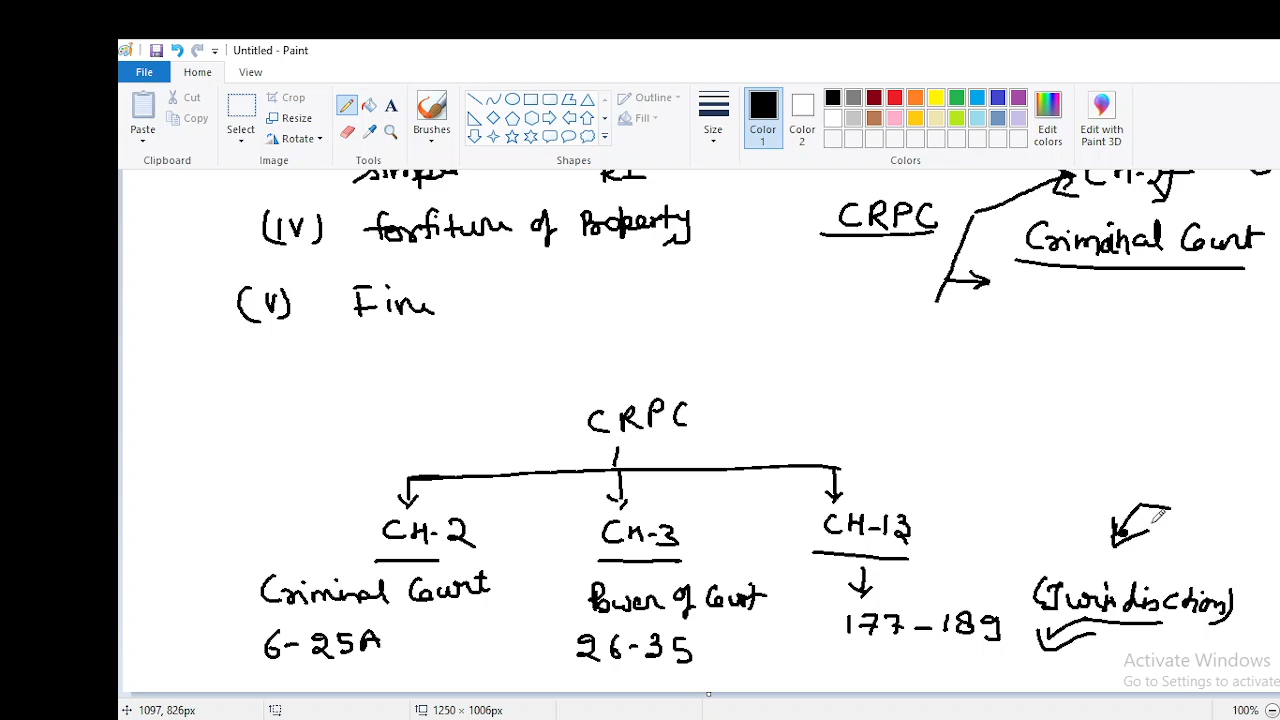 Untitled - Paint
File Home View
Paste Cut Copy Clipboard
Select Crop Resize Rotate Image
Tools
Brushes
Shapes Outline Fill
Size
Color 1 Color 2 Colors
Edit colors
Edit with Paint 3D
simple RI
(IV) forfiture of Property
CRPC
Criminal Court
(V) Fine
CRPC
CH-2 CH-3 CH-13
Criminal Court Power of Court (Jurisdiction)
6-25A 26-35 177-189
Activate Windows
Go to Settings to activate
1097, 826px 1250 × 1006px 100%